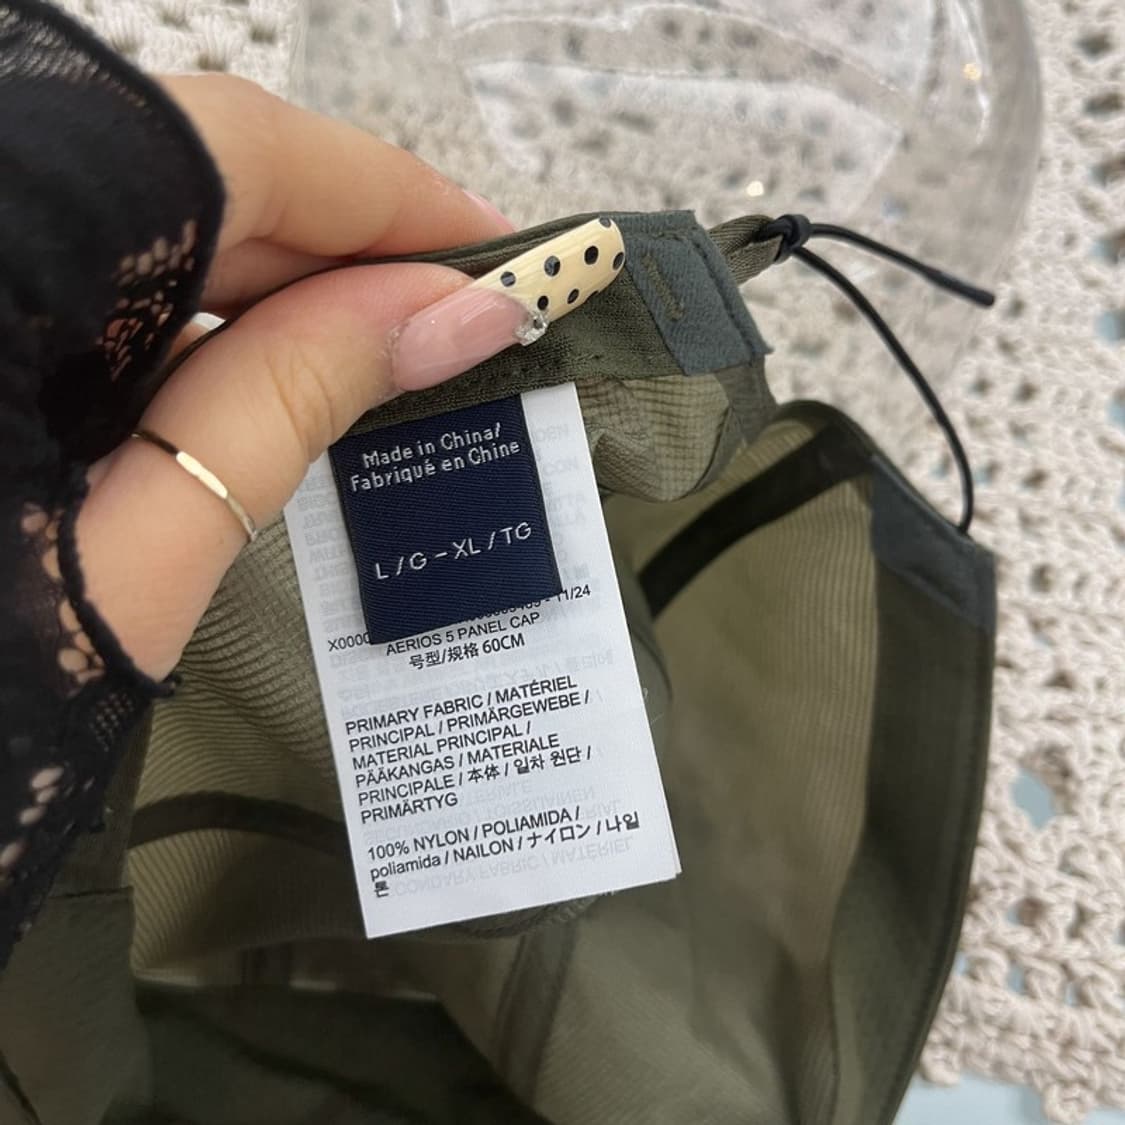 Made in China/
Fabriqué en Chine
L/G-XL/TG
11/24
AERIOS 5 PANEL CAP
号型/规格 60CM
PRIMARY FABRIC / MATÉRIEL
PRINCIPAL / PRIMÄRGEWEBE /
MATERIAL PRINCIPAL /
PÄÄKANGAS / MATERIALE
PRINCIPALE / 本体 / 일차 원단 /
PRIMÄRTYG
100% NYLON / POLIAMIDA /
poliamida / NAILON / ナイロン / 나일
론